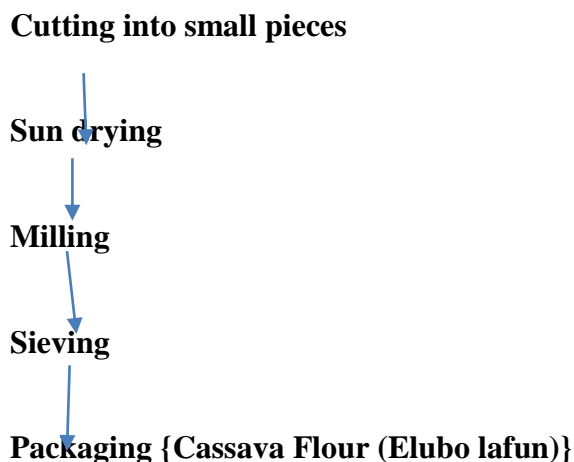 Cutting into small pieces
Sun drying
Milling
Sieving
Packaging {Cassava Flour (Elubo lafun)}